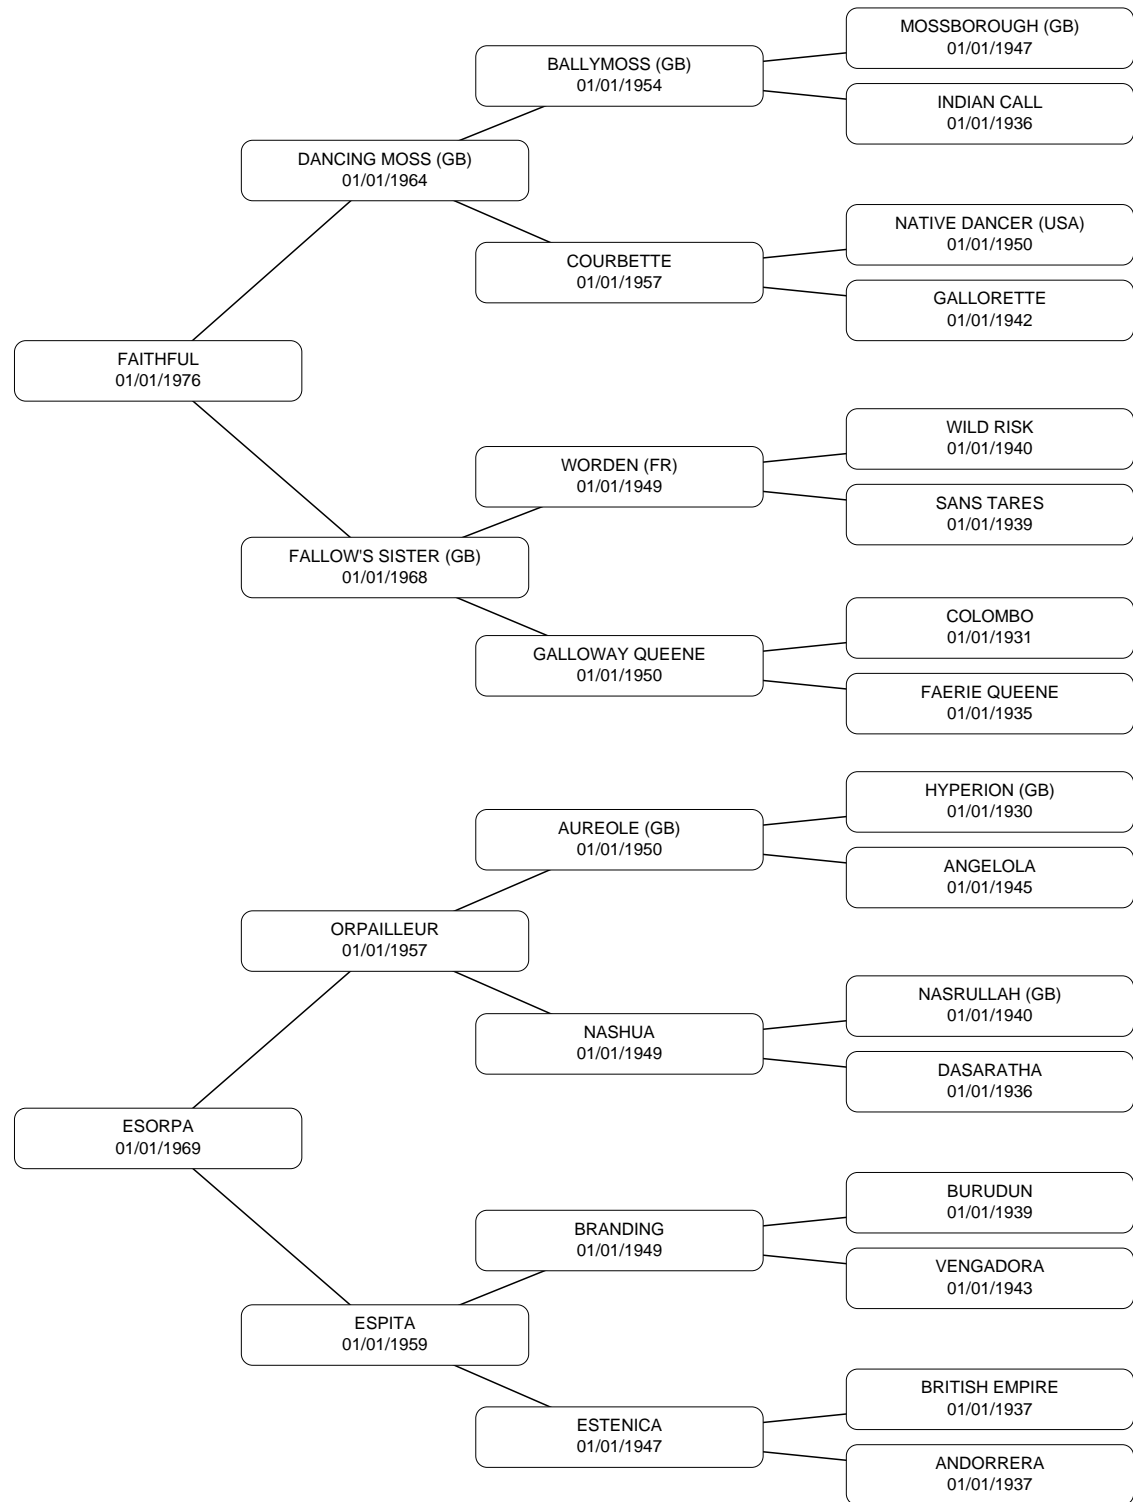 MOSSBOROUGH (GB)
01/01/1947
BALLYMOSS (GB)
01/01/1954
INDIAN CALL
01/01/1936
DANCING MOSS (GB)
01/01/1964
NATIVE DANCER (USA)
01/01/1950
COURBETTE
01/01/1957
GALLORETTE
01/01/1942
FAITHFUL
01/01/1976
WILD RISK
01/01/1940
WORDEN (FR)
01/01/1949
SANS TARES
01/01/1939
FALLOW'S SISTER (GB)
01/01/1968
COLOMBO
01/01/1931
GALLOWAY QUEENE
01/01/1950
FAERIE QUEENE
01/01/1935
HYPERION (GB)
01/01/1930
AUREOLE (GB)
01/01/1950
ANGELOLA
01/01/1945
ORPAILLEUR
01/01/1957
NASRULLAH (GB)
01/01/1940
NASHUA
01/01/1949
DASARATHA
01/01/1936
ESORPA
01/01/1969
BURUDUN
01/01/1939
BRANDING
01/01/1949
VENGADORA
01/01/1943
ESPITA
01/01/1959
BRITISH EMPIRE
01/01/1937
ESTENICA
01/01/1947
ANDORRERA
01/01/1937